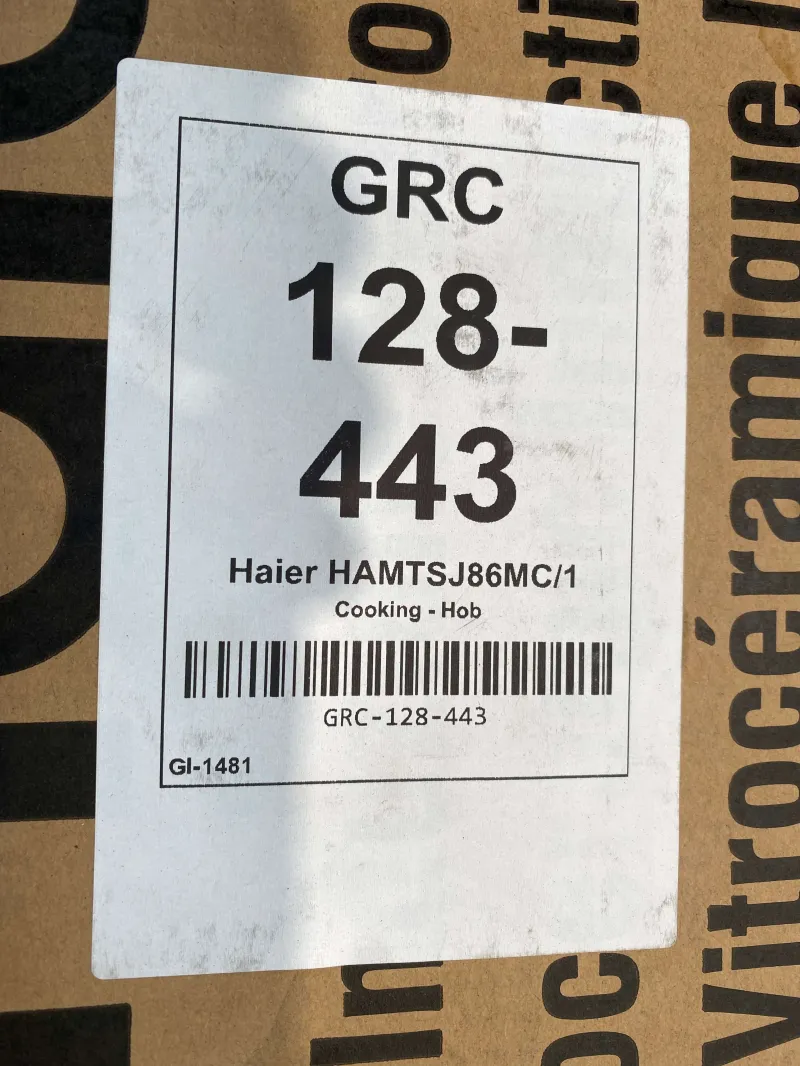 GRC
128-
443
Haier HAMTSJ86MC/1
Cooking - Hob
GRC-128-443
GI-1481
Vitrocéramique